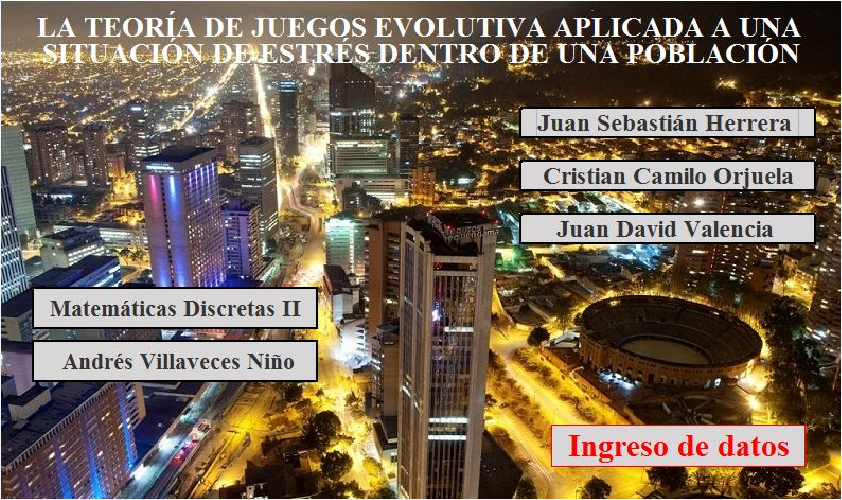 LA TEORÍA DE JUEGOS EVOLUTIVA APLICADA A UNA
SITUACIÓN DE ESTRÉS DENTRO DE UNA POBLACIÓN
Juan Sebastián Herrera
Cristian Camilo Orjuela
Juan David Valencia
Matemáticas Discretas II
Andrés Villaveces Niño
Ingreso de datos